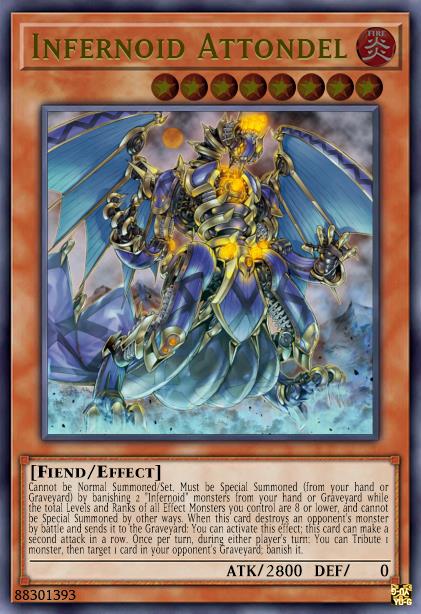 INFERNOID ATTONDEL
FIRE
炎
[FIEND/EFFECT]
Cannot be Normal Summoned/Set. Must be Special Summoned (from your hand or
Graveyard) by banishing 2 "Infernoid" monsters from your hand or Graveyard while
the total Levels and Ranks of all Effect Monsters you control are 8 or lower, and cannot
be Special Summoned by other ways. When this card destroys an opponent's monster
by battle and sends it to the Graveyard: You can activate this effect; this card can make a
second attack in a row. Once per turn, during either player's turn: You can Tribute 1
monster, then target 1 card in your opponent's Graveyard; banish it.
ATK/2800 DEF/ 0
88301393